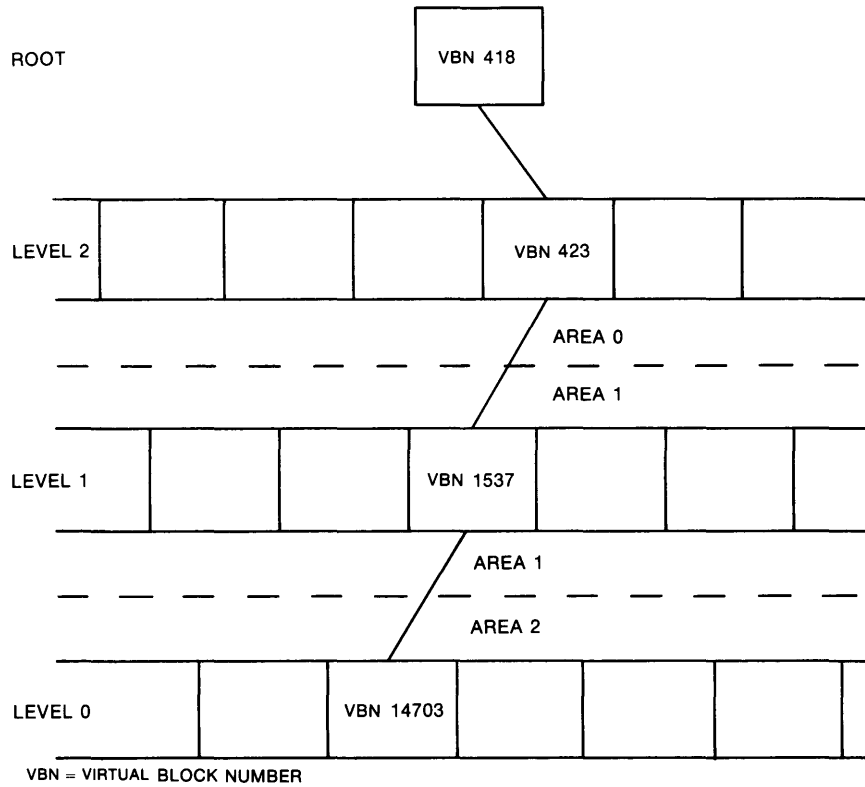 ROOT
VBN 418
LEVEL 2
VBN 423
AREA 0
AREA 1
LEVEL 1
VBN 1537
AREA 1
AREA 2
LEVEL 0
VBN 14703
VBN = VIRTUAL BLOCK NUMBER